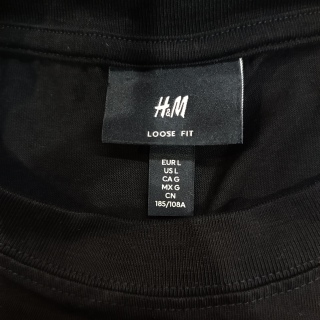 H&M
LOOSE FIT
EUR L
US L
CA G
MX G
CN
185/108A